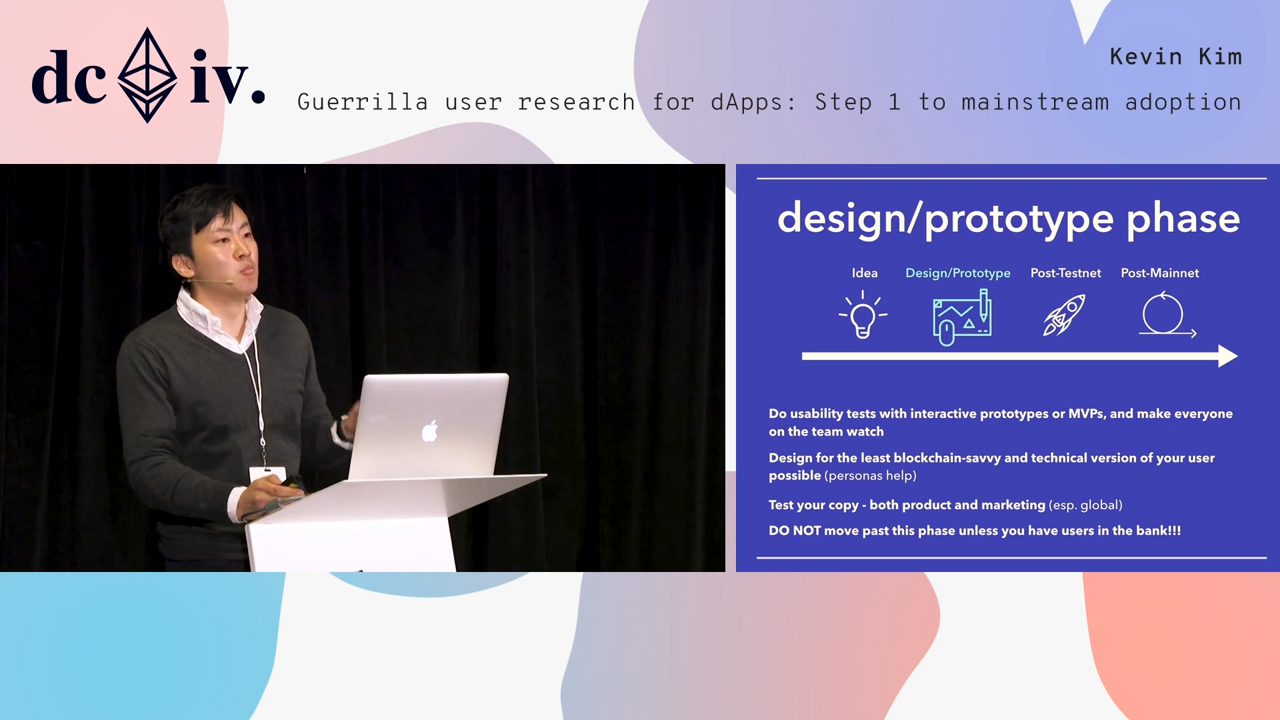 dc iv.
Kevin Kim
Guerrilla user research for dApps: Step 1 to mainstream adoption
design/prototype phase
Idea
Design/Prototype
Post-Testnet
Post-Mainnet
Do usability tests with interactive prototypes or MVPs, and make everyone
on the team watch
Design for the least blockchain-savvy and technical version of your user
possible (personas help)
Test your copy - both product and marketing (esp. global)
DO NOT move past this phase unless you have users in the bank!!!